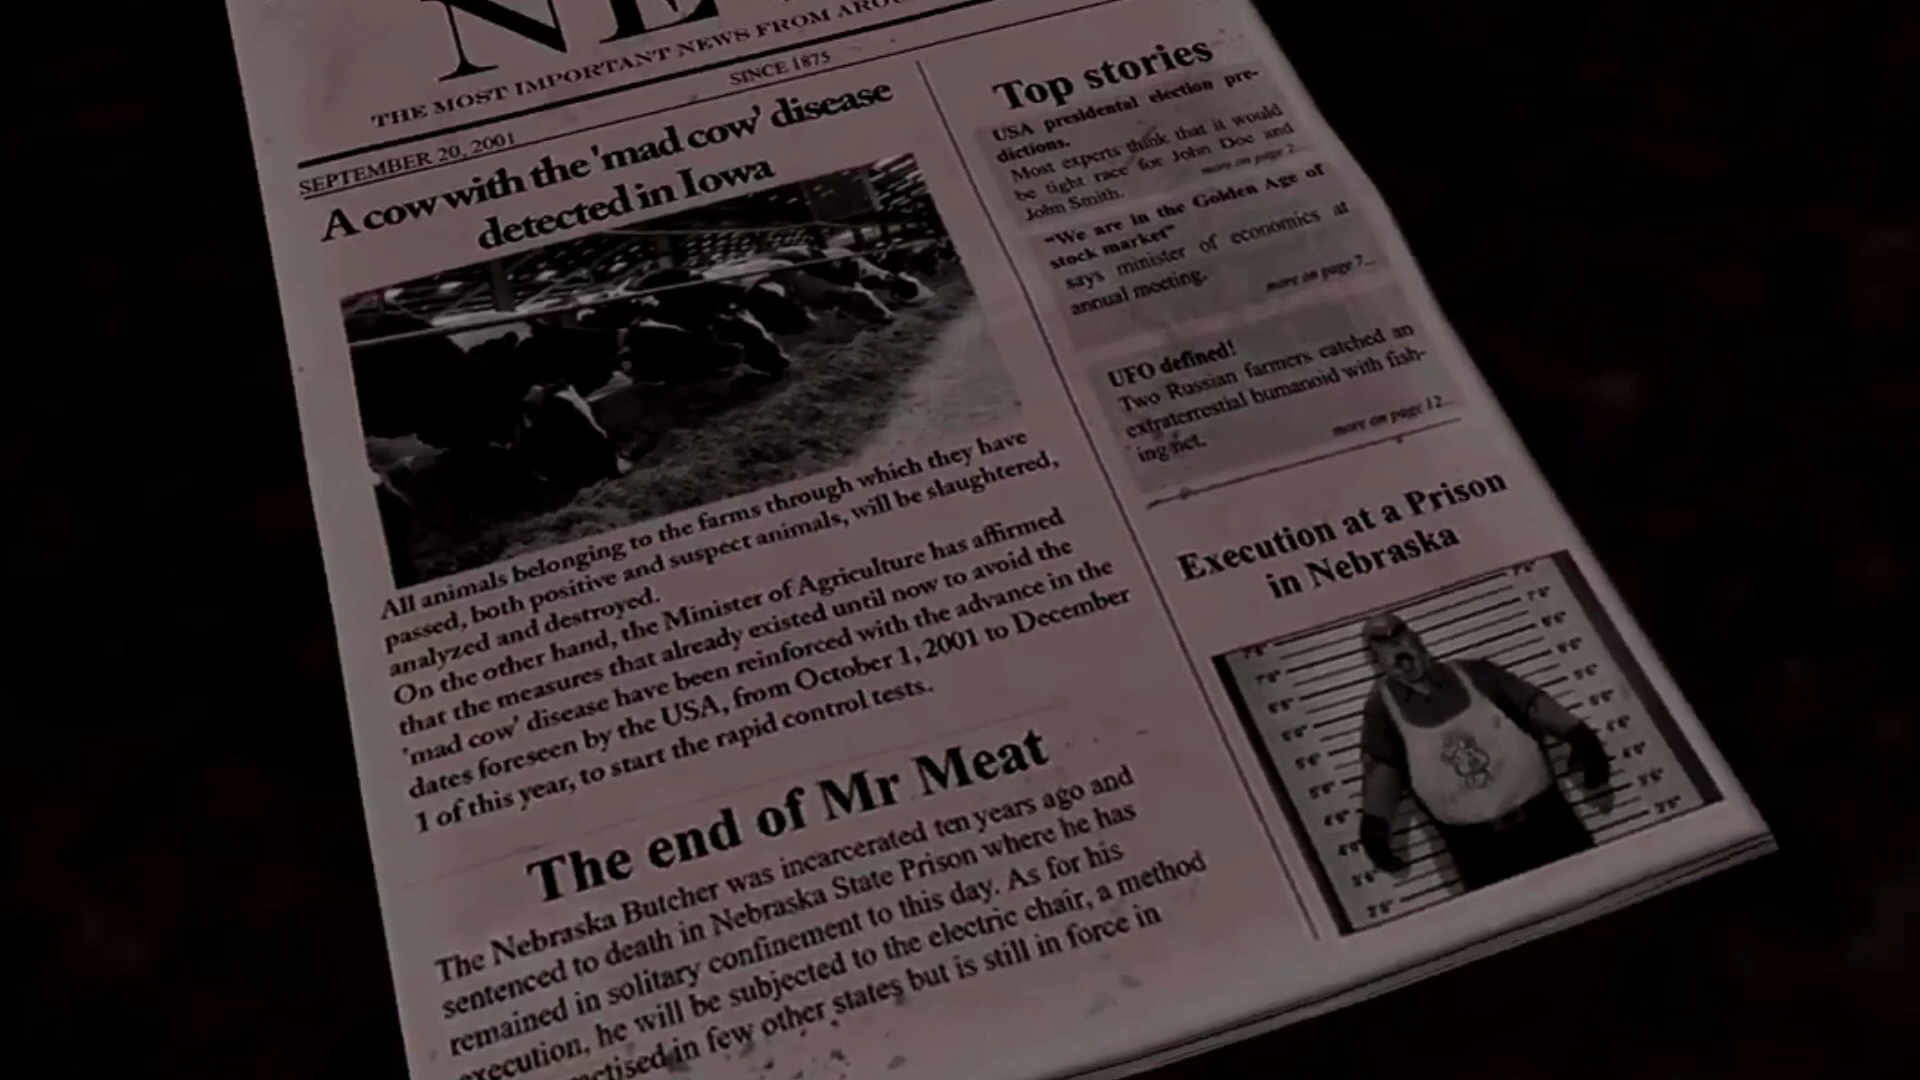 NE
THE MOST IMPORTANT NEWS FROM
SINCE 1875
SEPTEMBER 20, 2001
A cow with the 'mad cow' disease
detected in Iowa
All animals belonging to the farms through which they have
passed, both positive and suspect animals, will be slaughtered,
analyzed and destroyed.
On the other hand, the Minister of Agriculture has affirmed
that the measures that already existed until now to avoid the
'mad cow' disease have been reinforced with the advance in the
dates foreseen by the USA, from October 1, 2001 to December
1 of this year, to start the rapid control tests.
The end of Mr Meat
The Nebraska Butcher was incarcerated ten years ago and
sentenced to death in Nebraska State Prison where he has
remained in solitary confinement to this day. As for his
execution, he will be subjected to the electric chair, a method
in few other states but is still in force in
Top stories
USA presidental election pre-
dictions.
Most experts think that it would
be tight race for John Doe and
John Smith.
more on page 2...
"We are in the Golden Age of
stock market"
says minister of economics at
annual meeting.
more on page 7...
UFO defined!
Two Russian farmers catched an
extraterrestial humanoid with fish-
ing net.
more on page 12...
Execution at a Prison
in Nebraska